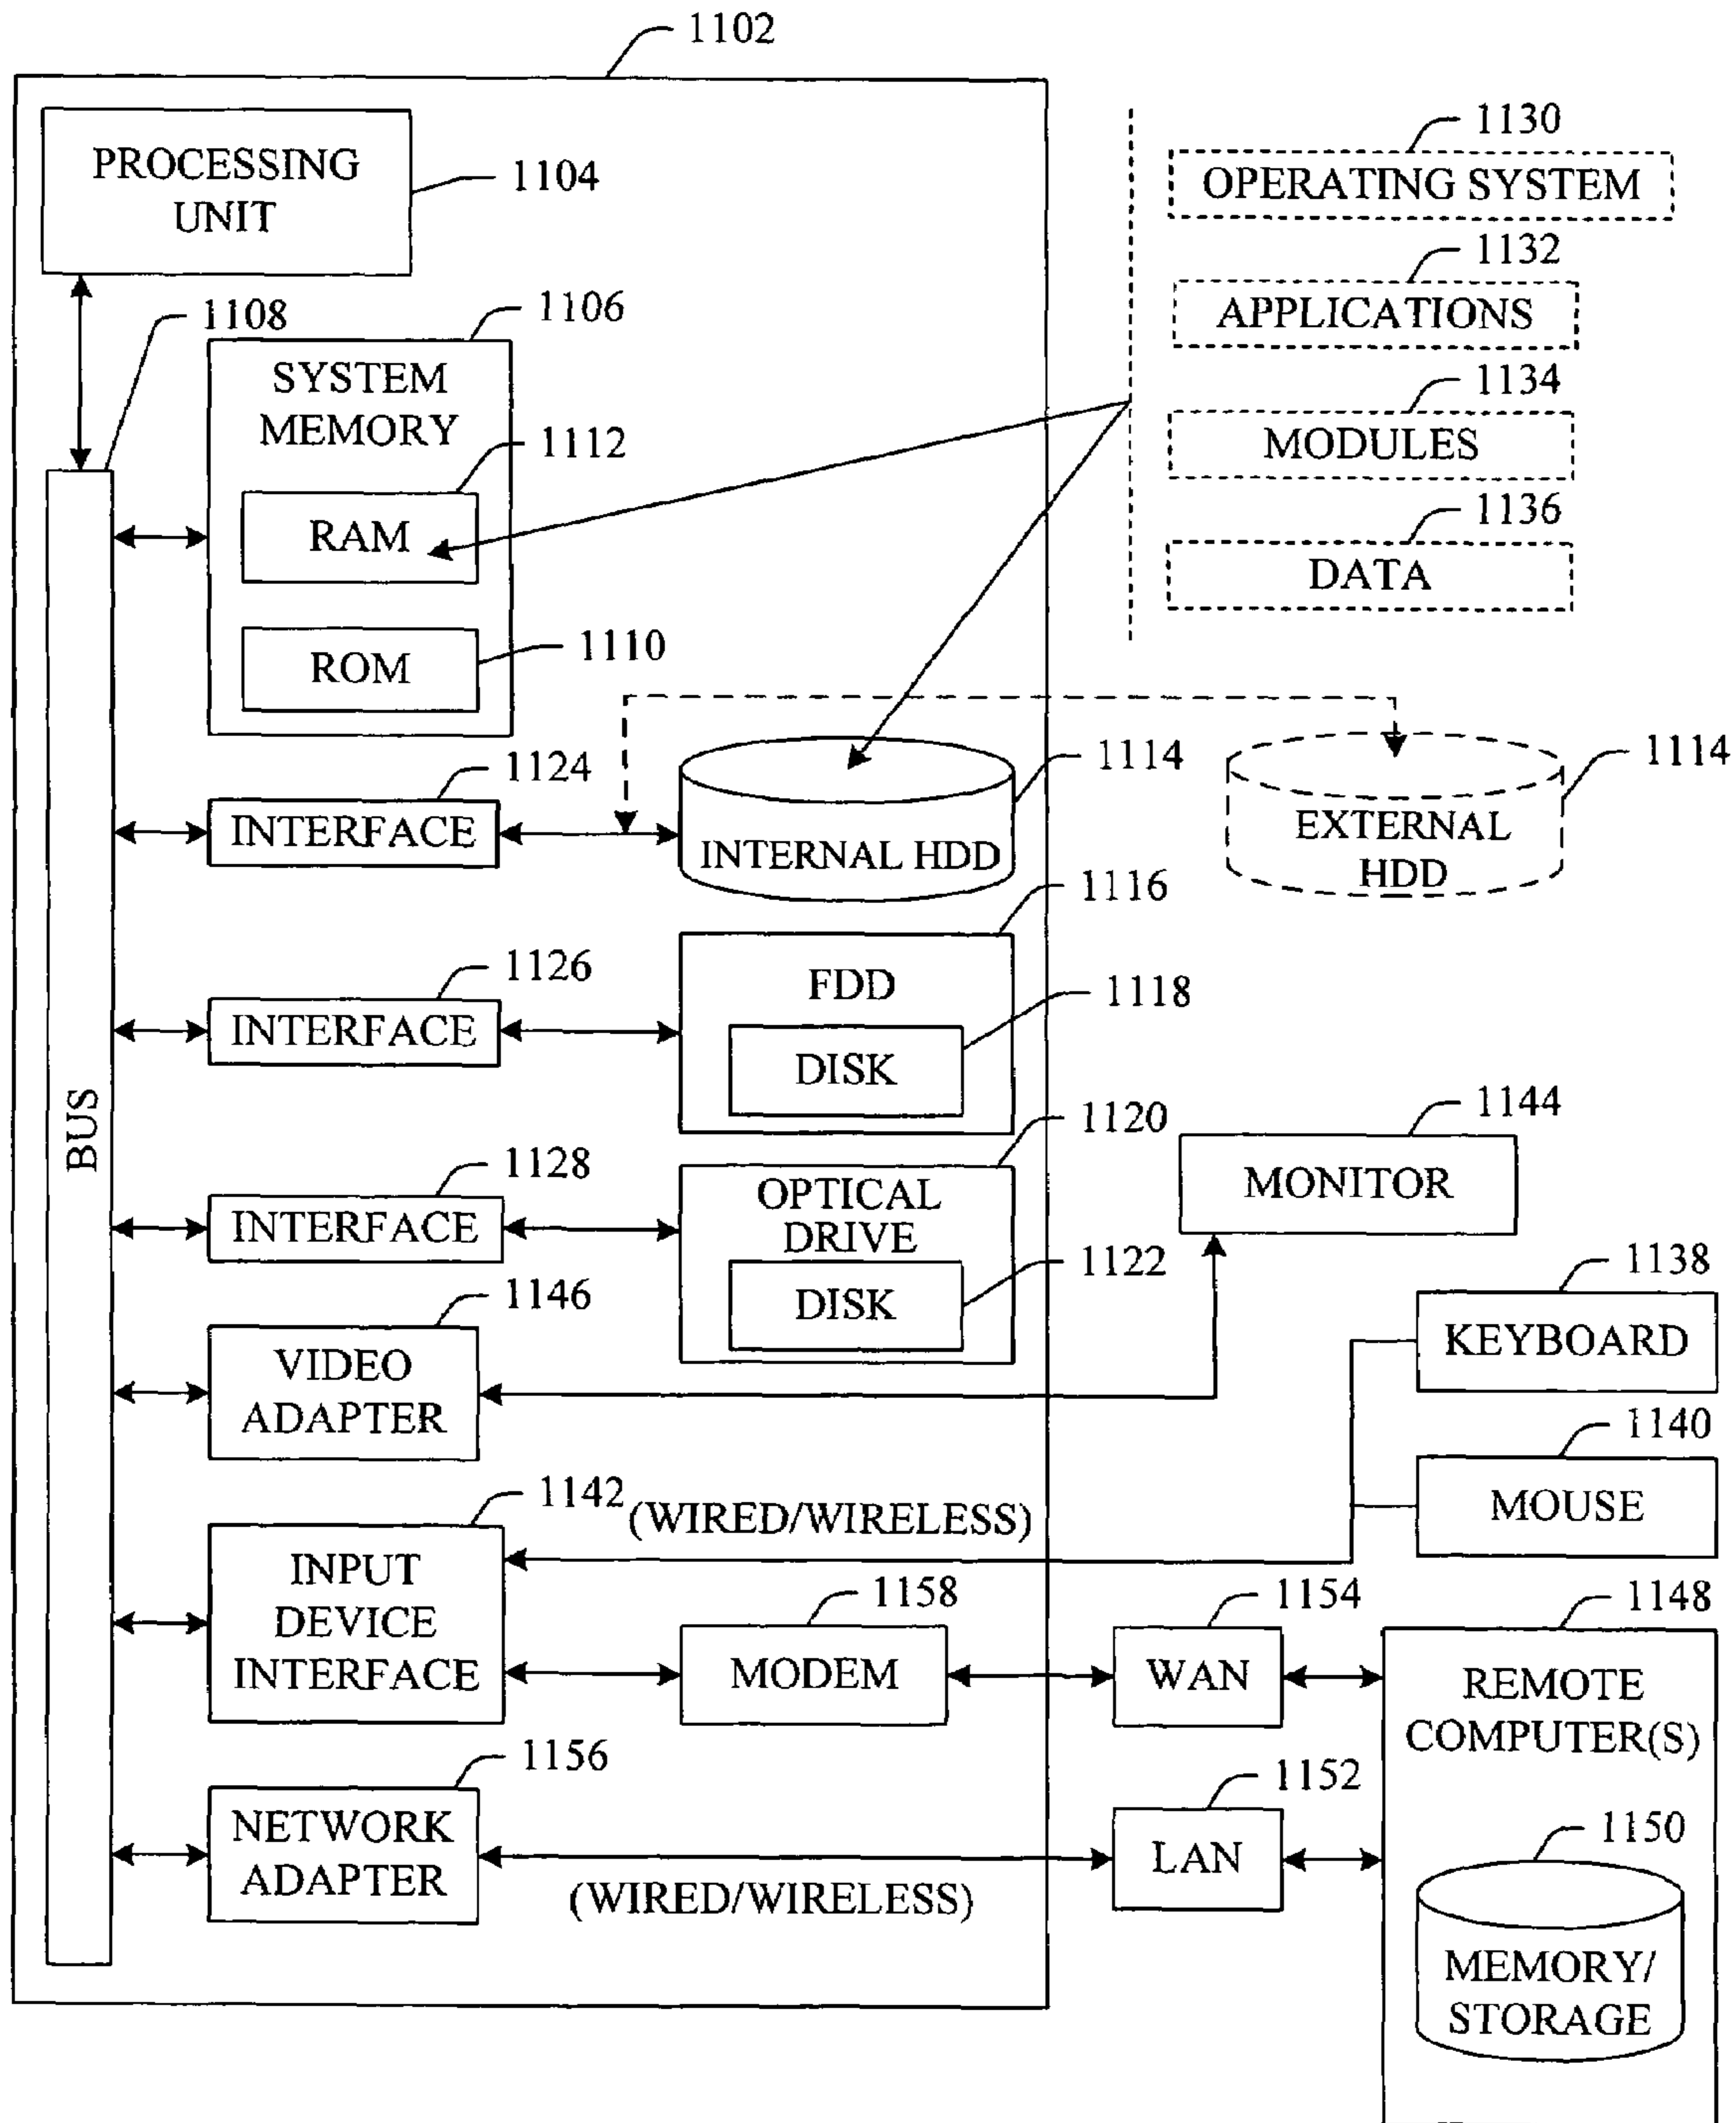 1102
PROCESSING
UNIT
1104
1130
OPERATING SYSTEM
1132
APPLICATIONS
1134
MODULES
1136
DATA
1108
1106
SYSTEM
MEMORY
1112
RAM
1110
ROM
1124
INTERFACE
1114
INTERNAL HDD
1114
EXTERNAL
HDD
1116
1126
INTERFACE
FDD
1118
DISK
BUS
1120
1128
INTERFACE
OPTICAL
DRIVE
1122
DISK
1144
MONITOR
1146
VIDEO
ADAPTER
1138
KEYBOARD
1140
MOUSE
1142
(WIRED/WIRELESS)
INPUT
DEVICE
INTERFACE
1158
MODEM
1154
WAN
1148
REMOTE
COMPUTER(S)
1156
NETWORK
ADAPTER
(WIRED/WIRELESS)
1152
LAN
1150
MEMORY/
STORAGE